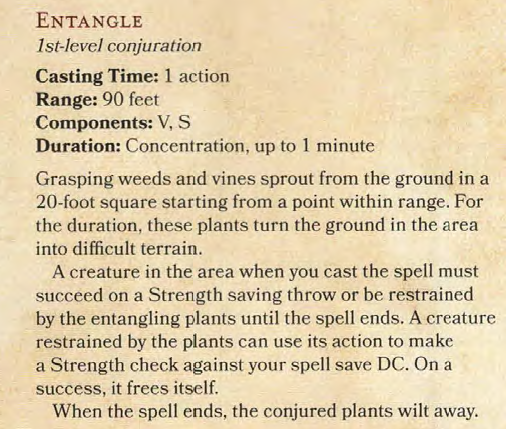 ENTANGLE
1st-level conjuration
Casting Time: 1 action
Range: 90 feet
Components: V, S
Duration: Concentration, up to 1 minute
Grasping weeds and vines sprout from the ground in a
20-foot square starting from a point within range. For
the duration, these plants turn the ground in the area
into difficult terrain.
A creature in the area when you cast the spell must
succeed on a Strength saving throw or be restrained
by the entangling plants until the spell ends. A creature
restrained by the plants can use its action to make
a Strength check against your spell save DC. On a
success, it frees itself.
When the spell ends, the conjured plants wilt away.